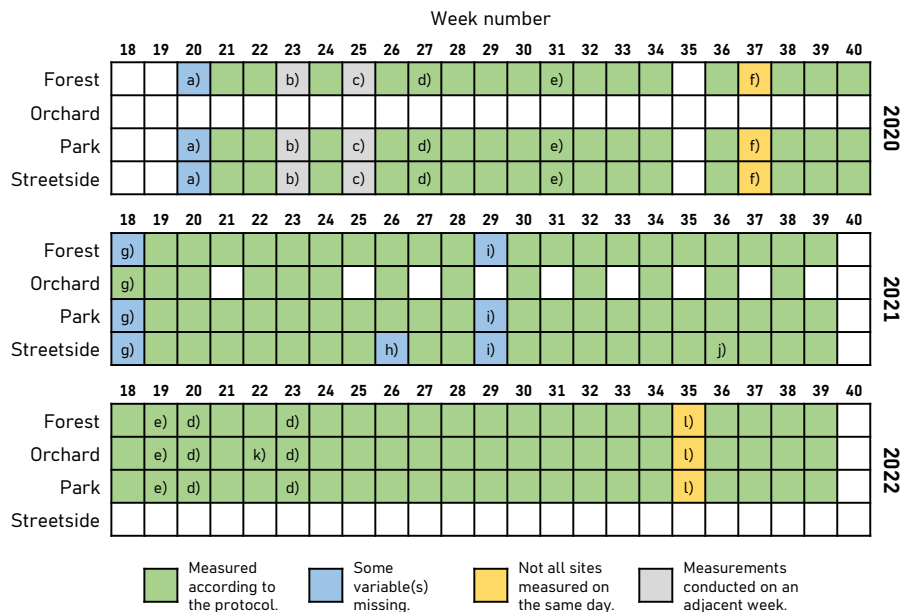 Week number
18 19 20 21 22 23 24 25 26 27 28 29 30 31 32 33 34 35 36 37 38 39 40
Forest a) b) c) d) e) f)
Orchard
Park a) b) c) d) e) f)
Streetside a) b) c) d) e) f)
2020
18 19 20 21 22 23 24 25 26 27 28 29 30 31 32 33 34 35 36 37 38 39 40
Forest g) i)
Orchard g)
Park g) i)
Streetside g) h) i) j)
2021
18 19 20 21 22 23 24 25 26 27 28 29 30 31 32 33 34 35 36 37 38 39 40
Forest e) d) d) l)
Orchard e) d) k) d) l)
Park e) d) d) l)
Streetside
2022
Measured
according to
the protocol.
Some
variable(s)
missing.
Not all sites
measured on
the same day.
Measurements
conducted on an
adjacent week.